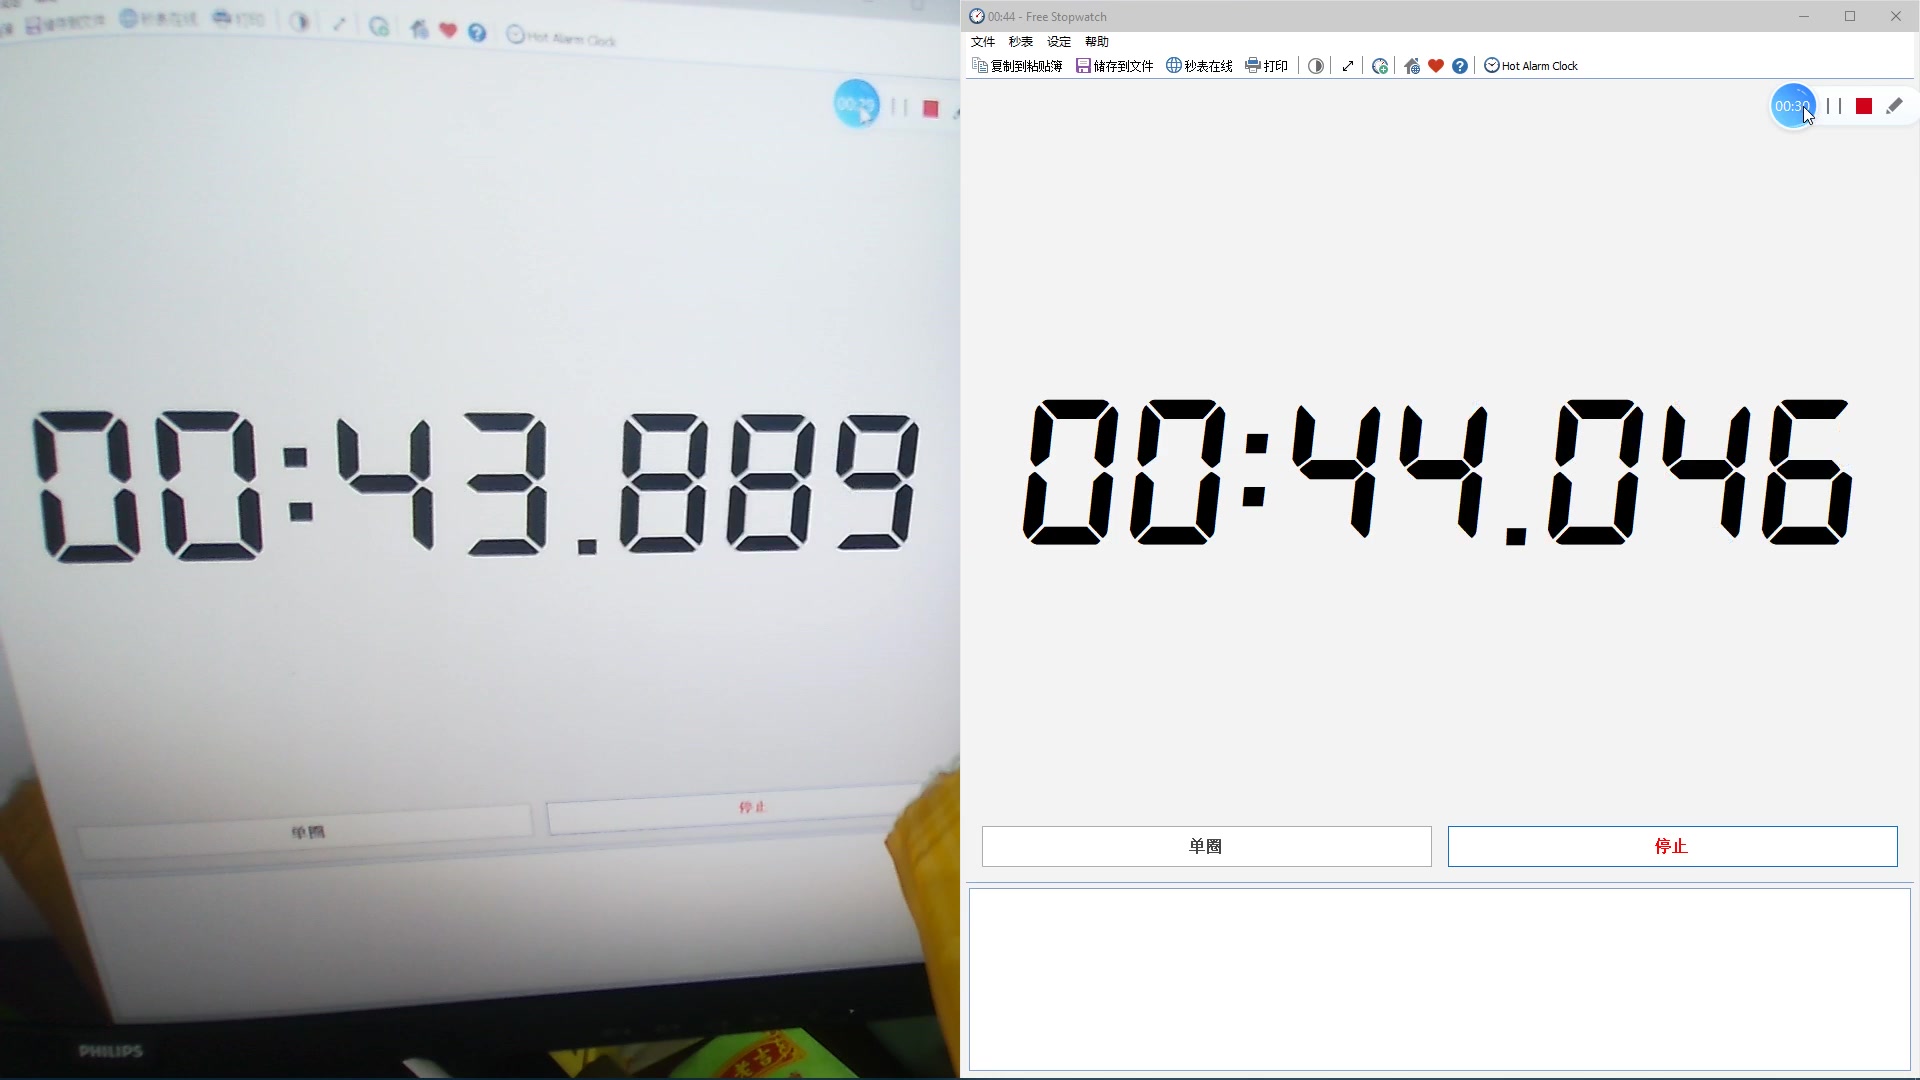 储存到文件 秒表在线 打印 Hot Alarm Clock
00:29
00:43.889
单圈 停止
PHILIPS
老吉
00:44 - Free Stopwatch
文件 秒表 设定 帮助
复制到粘贴簿 储存到文件 秒表在线 打印 Hot Alarm Clock
00:30
00:44.046
单圈 停止